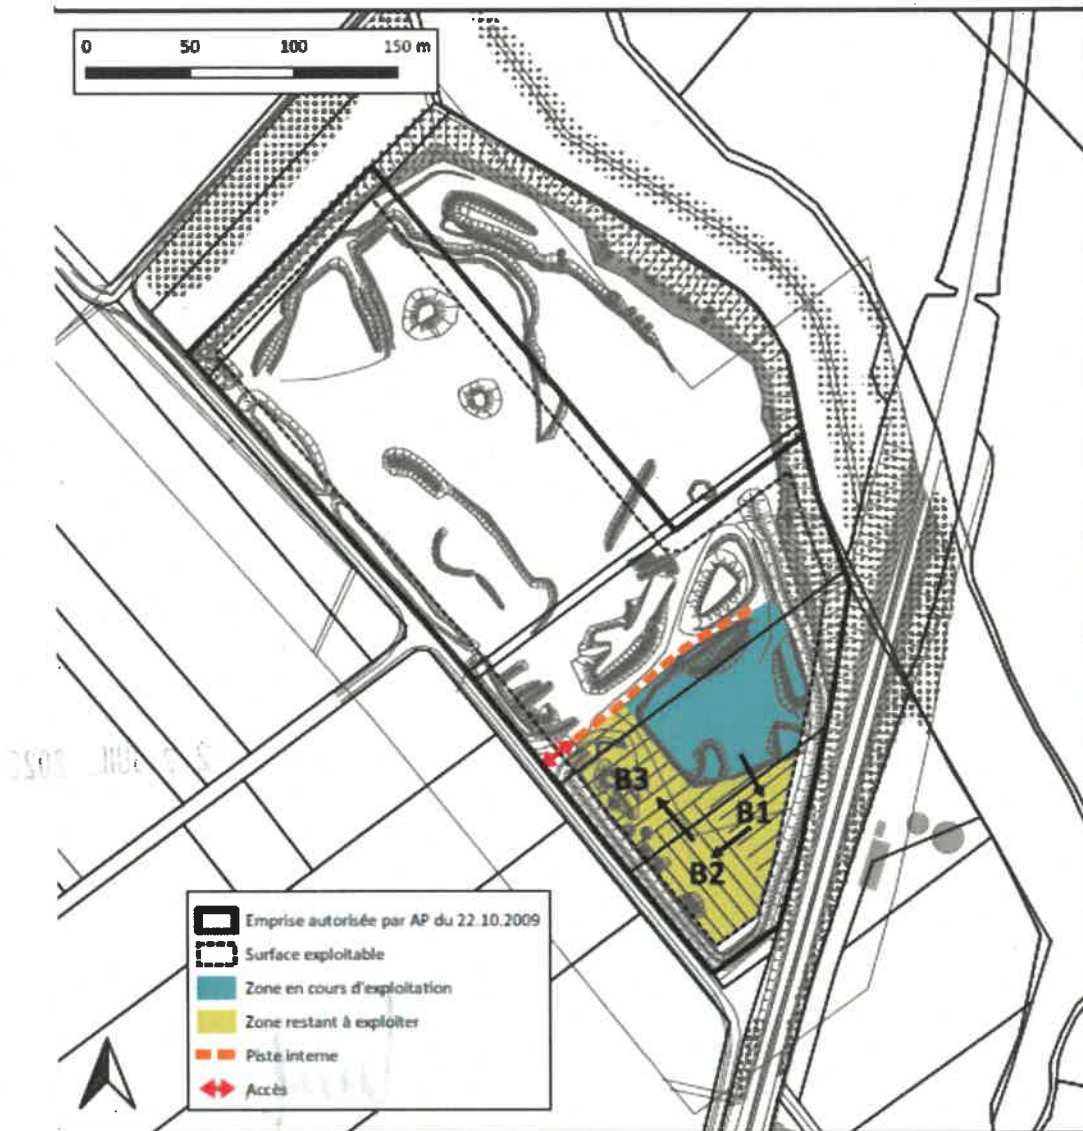 0 50 100 150 m
B3
B1
B2
Emprise autorisée par AP du 22.10.2009
Surface exploitable
Zone en cours d'exploitation
Zone restant à exploiter
Piste interne
Accès